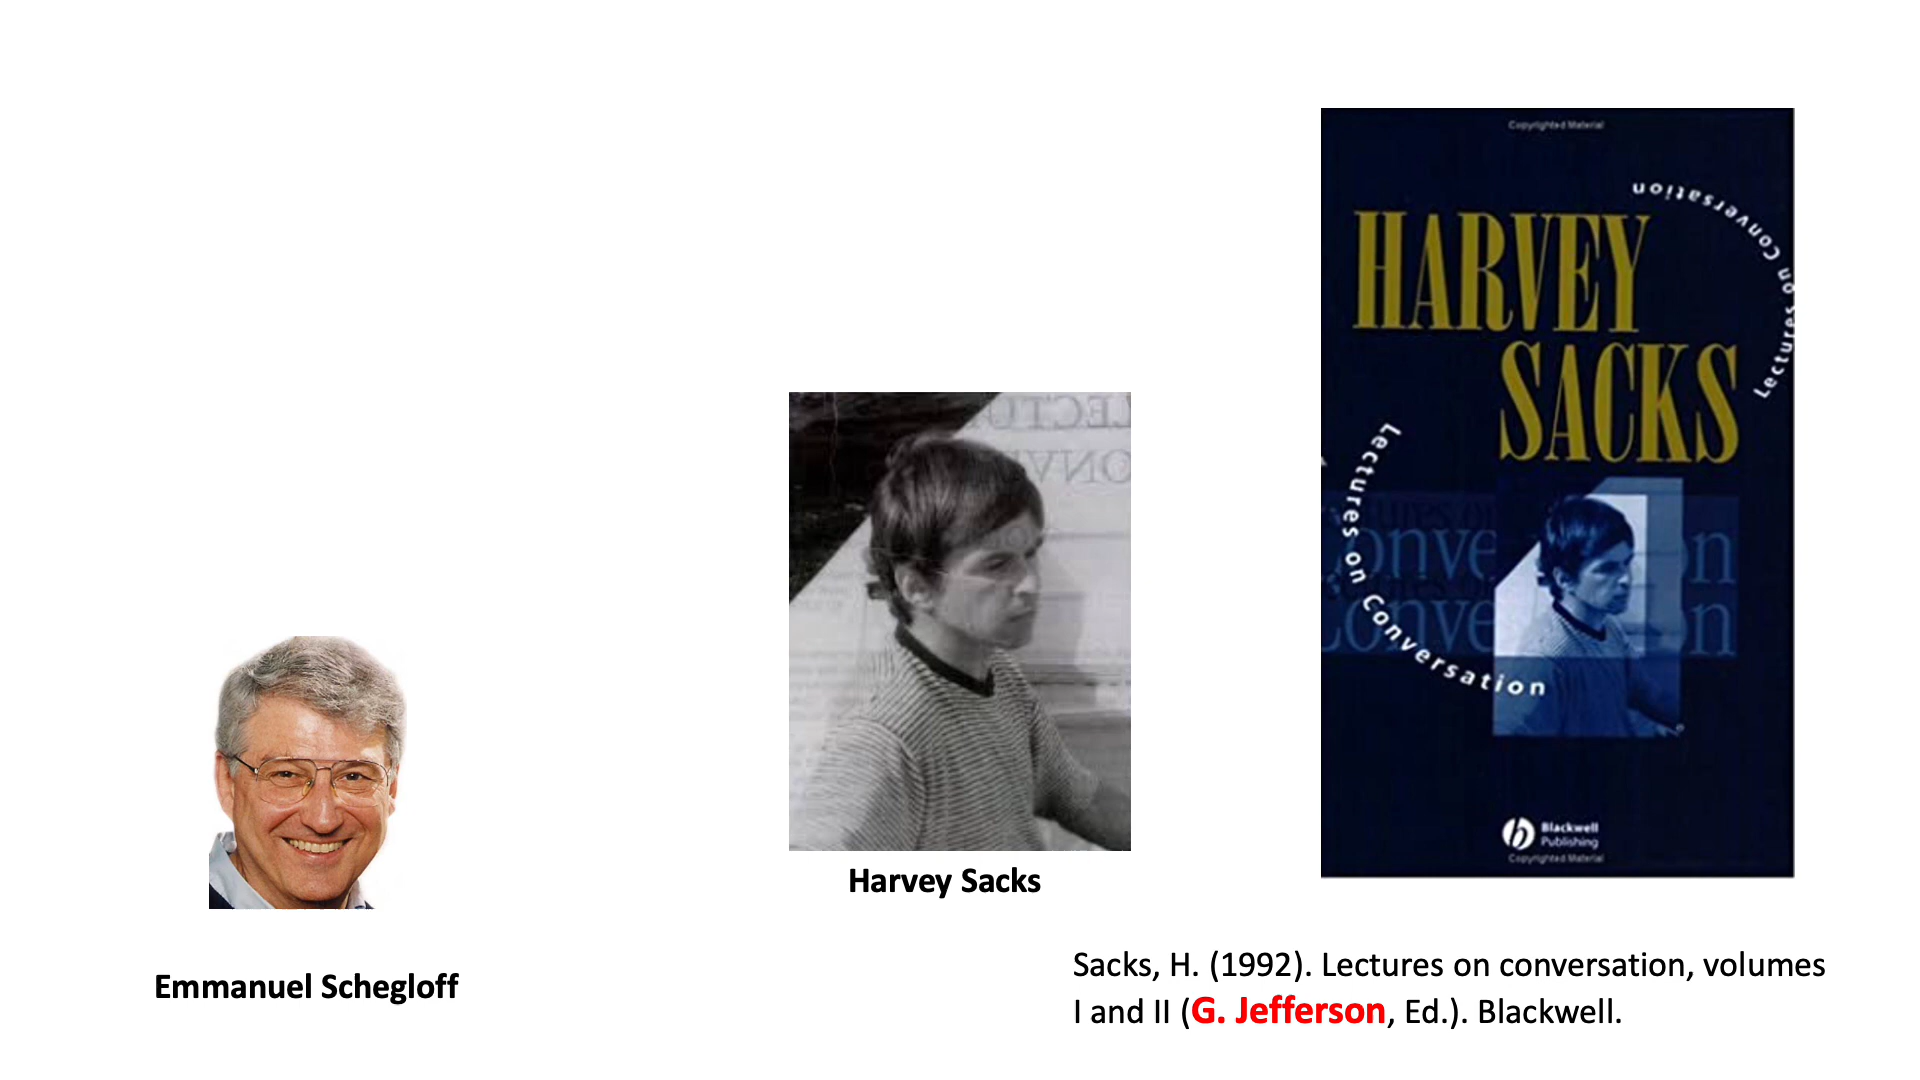 Copyrighted Material
Lectures on Conversation
HARVEY
SACKS
Lectures on Conversation
Blackwell
Publishing
Copyrighted Material
Harvey Sacks
Emmanuel Schegloff
Sacks, H. (1992). Lectures on conversation, volumes
I and II (G. Jefferson, Ed.). Blackwell.